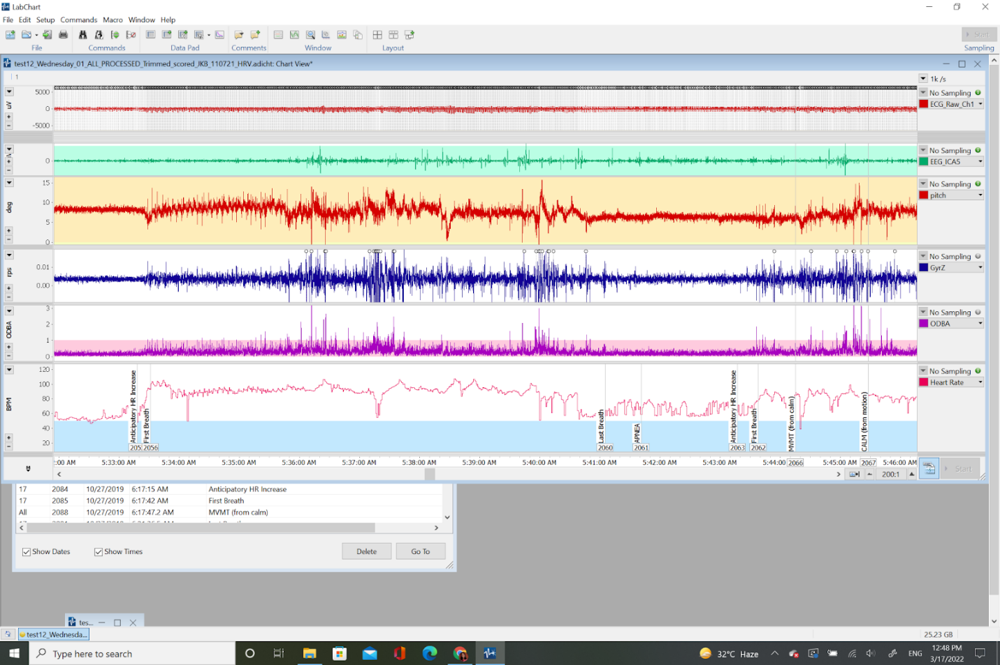 LabChart
File Edit Setup Commands Macro Window Help
Start
File Commands Data Pad Comments Window Layout Sampling
test12_Wednesday_01_ALL_PROCESSED_Trimmed_scored_JKB_110721_HRV.adicht: Chart View*
1
1k /s
5000
0
-5000
uV
No Sampling
ECG_Raw_Ch1
0
No Sampling
EEG_ICA5
15
10
5
0
deg
No Sampling
pitch
0.01
0.00
rps
No Sampling
GyrZ
3
2
1
0
ODBA
No Sampling
ODBA
120
100
80
60
40
20
BPM
No Sampling
Heart Rate
Anticipatory HR Increase
First Breath
2056
Last Breath
2060
APNEA
2061
Anticipatory HR Increase
2063
First Breath
2062
MVMT (from calm)
CALM (from motion)
:00 AM 5:33:00 AM 5:34:00 AM 5:35:00 AM 5:36:00 AM 5:37:00 AM 5:38:00 AM 5:39:00 AM 5:40:00 AM 5:41:00 AM 5:42:00 AM 5:43:00 AM 5:44:00 2066 5:45:00 AM 2067 5:46:00 AM
200:1
Start
17 2084 10/27/2019 6:17:15 AM Anticipatory HR Increase
17 2085 10/27/2019 6:17:42 AM First Breath
All 2088 10/27/2019 6:17:47.2 AM MVMT (from calm)
Show Dates Show Times Delete Go To
tes...
test12_Wednesda...
25.23 GB
Type here to search
32°C Haze
ENG
12:48 PM
3/17/2022